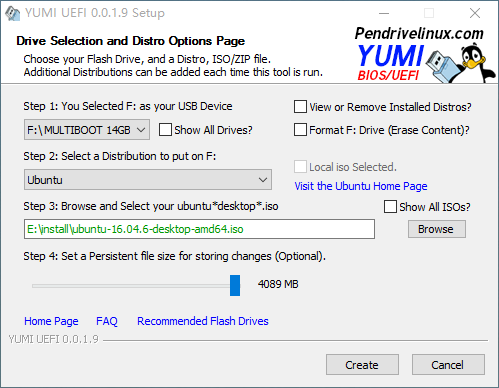 YUMI UEFI 0.0.1.9 Setup
Drive Selection and Distro Options Page
Choose your Flash Drive, and a Distro, ISO/ZIP file.
Additional Distributions can be added each time this tool is run.
Pendrivelinux.com
YUMI
BIOS/UEFI
Step 1: You Selected F: as your USB Device
View or Remove Installed Distros?
F:\ MULTIBOOT 14GB
Show All Drives?
Format F: Drive (Erase Content)?
Step 2: Select a Distribution to put on F:
Local iso Selected.
Ubuntu
Visit the Ubuntu Home Page
Step 3: Browse and Select your ubuntu*desktop*.iso
Show All ISOs?
E:\install\ubuntu-16.04.6-desktop-amd64.iso
Browse
Step 4: Set a Persistent file size for storing changes (Optional).
4089 MB
Home Page FAQ Recommended Flash Drives
YUMI UEFI 0.0.1.9
Create Cancel